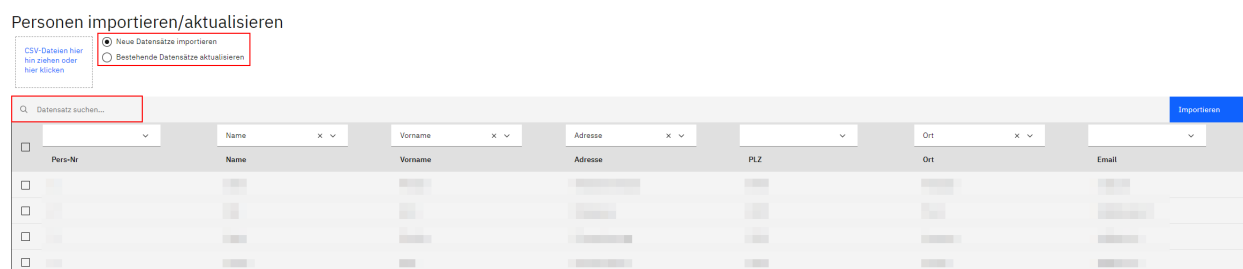 Personen importieren/aktualisieren
CSV-Dateien hier
hin ziehen oder
hier klicken
Neue Datensätze importieren
Bestehende Datensätze aktualisieren
Datensatz suchen...
Importieren
Name Vorname Adresse Ort
Pers-Nr Name Vorname Adresse PLZ Ort Email